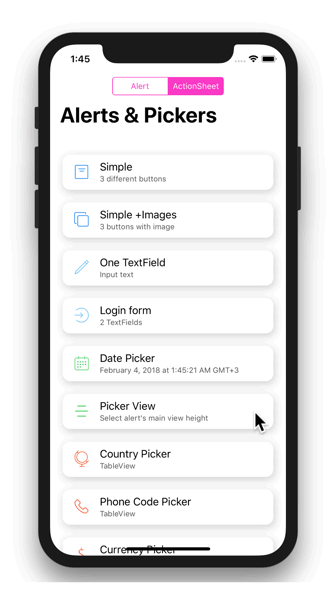 1:45
Alert
ActionSheet
Alerts & Pickers
Simple
3 different buttons
Simple +Images
3 buttons with image
One TextField
Input text
Login form
2 TextFields
Date Picker
February 4, 2018 at 1:45:21 AM GMT+3
Picker View
Select alert's main view height
Country Picker
TableView
Phone Code Picker
TableView
Currency Picker